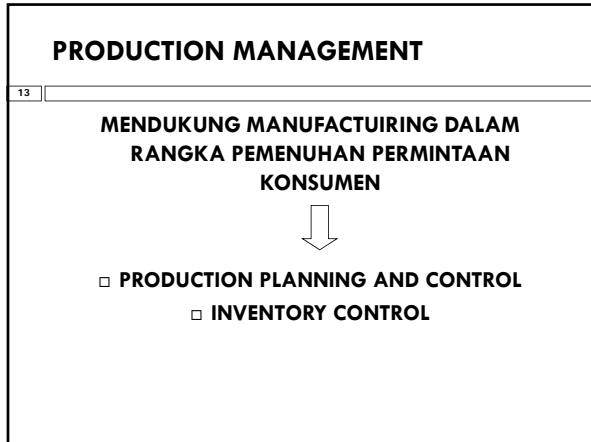 PRODUCTION MANAGEMENT
13
MENDUKUNG MANUFACTUIRING DALAM
RANGKA PEMENUHAN PERMINTAAN
KONSUMEN
□ PRODUCTION PLANNING AND CONTROL
□ INVENTORY CONTROL